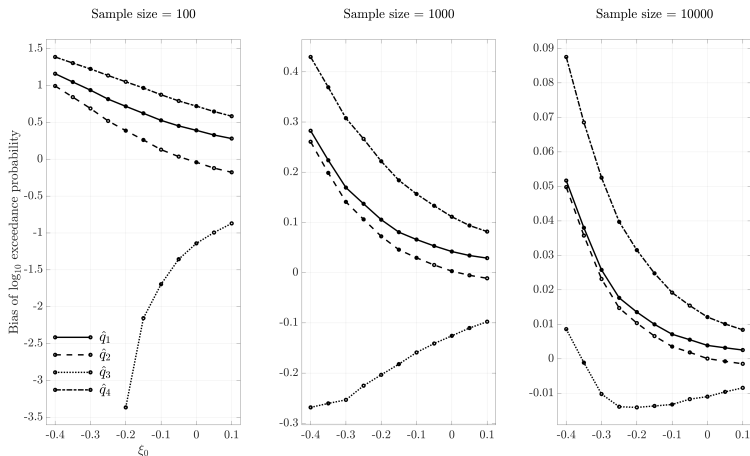 Sample size = 100
Sample size = 1000
Sample size = 10000
Bias of log₁₀ exceedance probability
1.5
1
0.5
0
-0.5
-1
-1.5
-2
-2.5
-3
-3.5
-0.4 -0.3 -0.2 -0.1 0 0.1
ξ₀
q̂₁
q̂₂
q̂₃
q̂₄
0.4
0.3
0.2
0.1
0
-0.1
-0.2
-0.3
-0.4 -0.3 -0.2 -0.1 0 0.1
0.09
0.08
0.07
0.06
0.05
0.04
0.03
0.02
0.01
0
-0.01
-0.4 -0.3 -0.2 -0.1 0 0.1